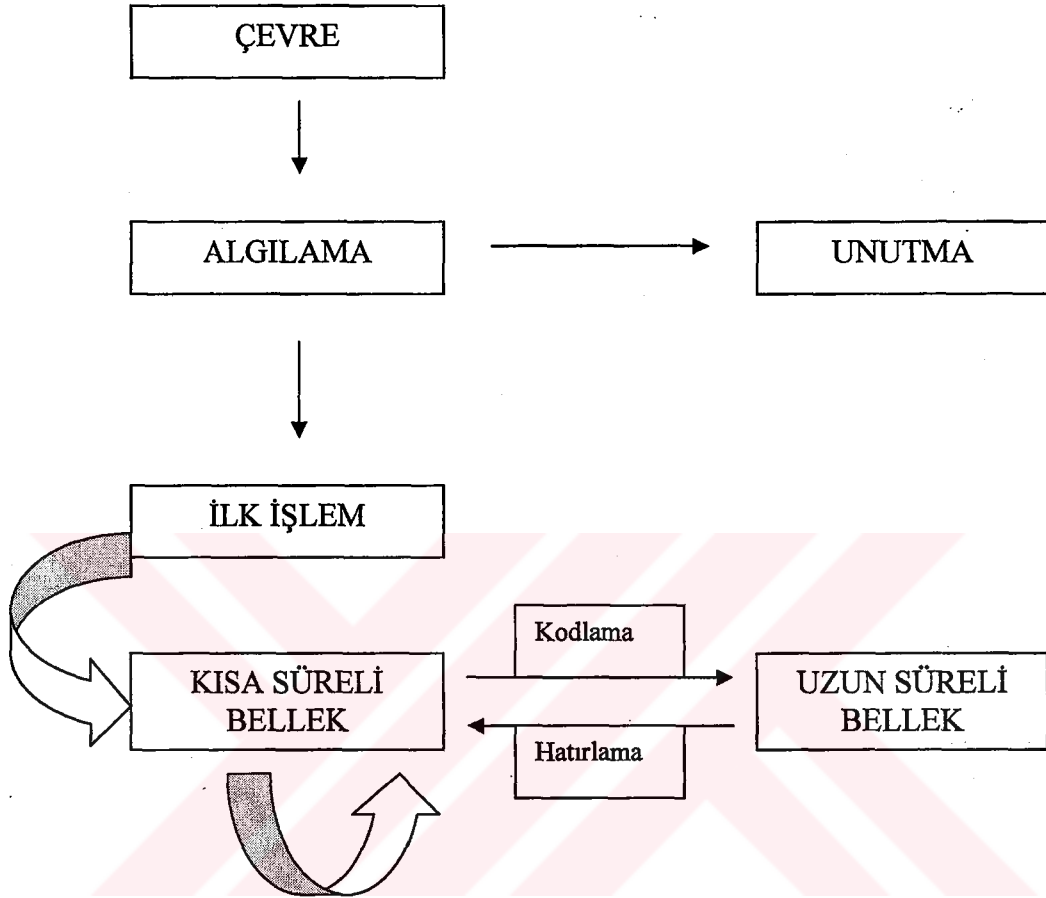 ÇEVRE
ALGILAMA
UNUTMA
İLK İŞLEM
Kodlama
KISA SÜRELİ
BELLEK
UZUN SÜRELİ
BELLEK
Hatırlama